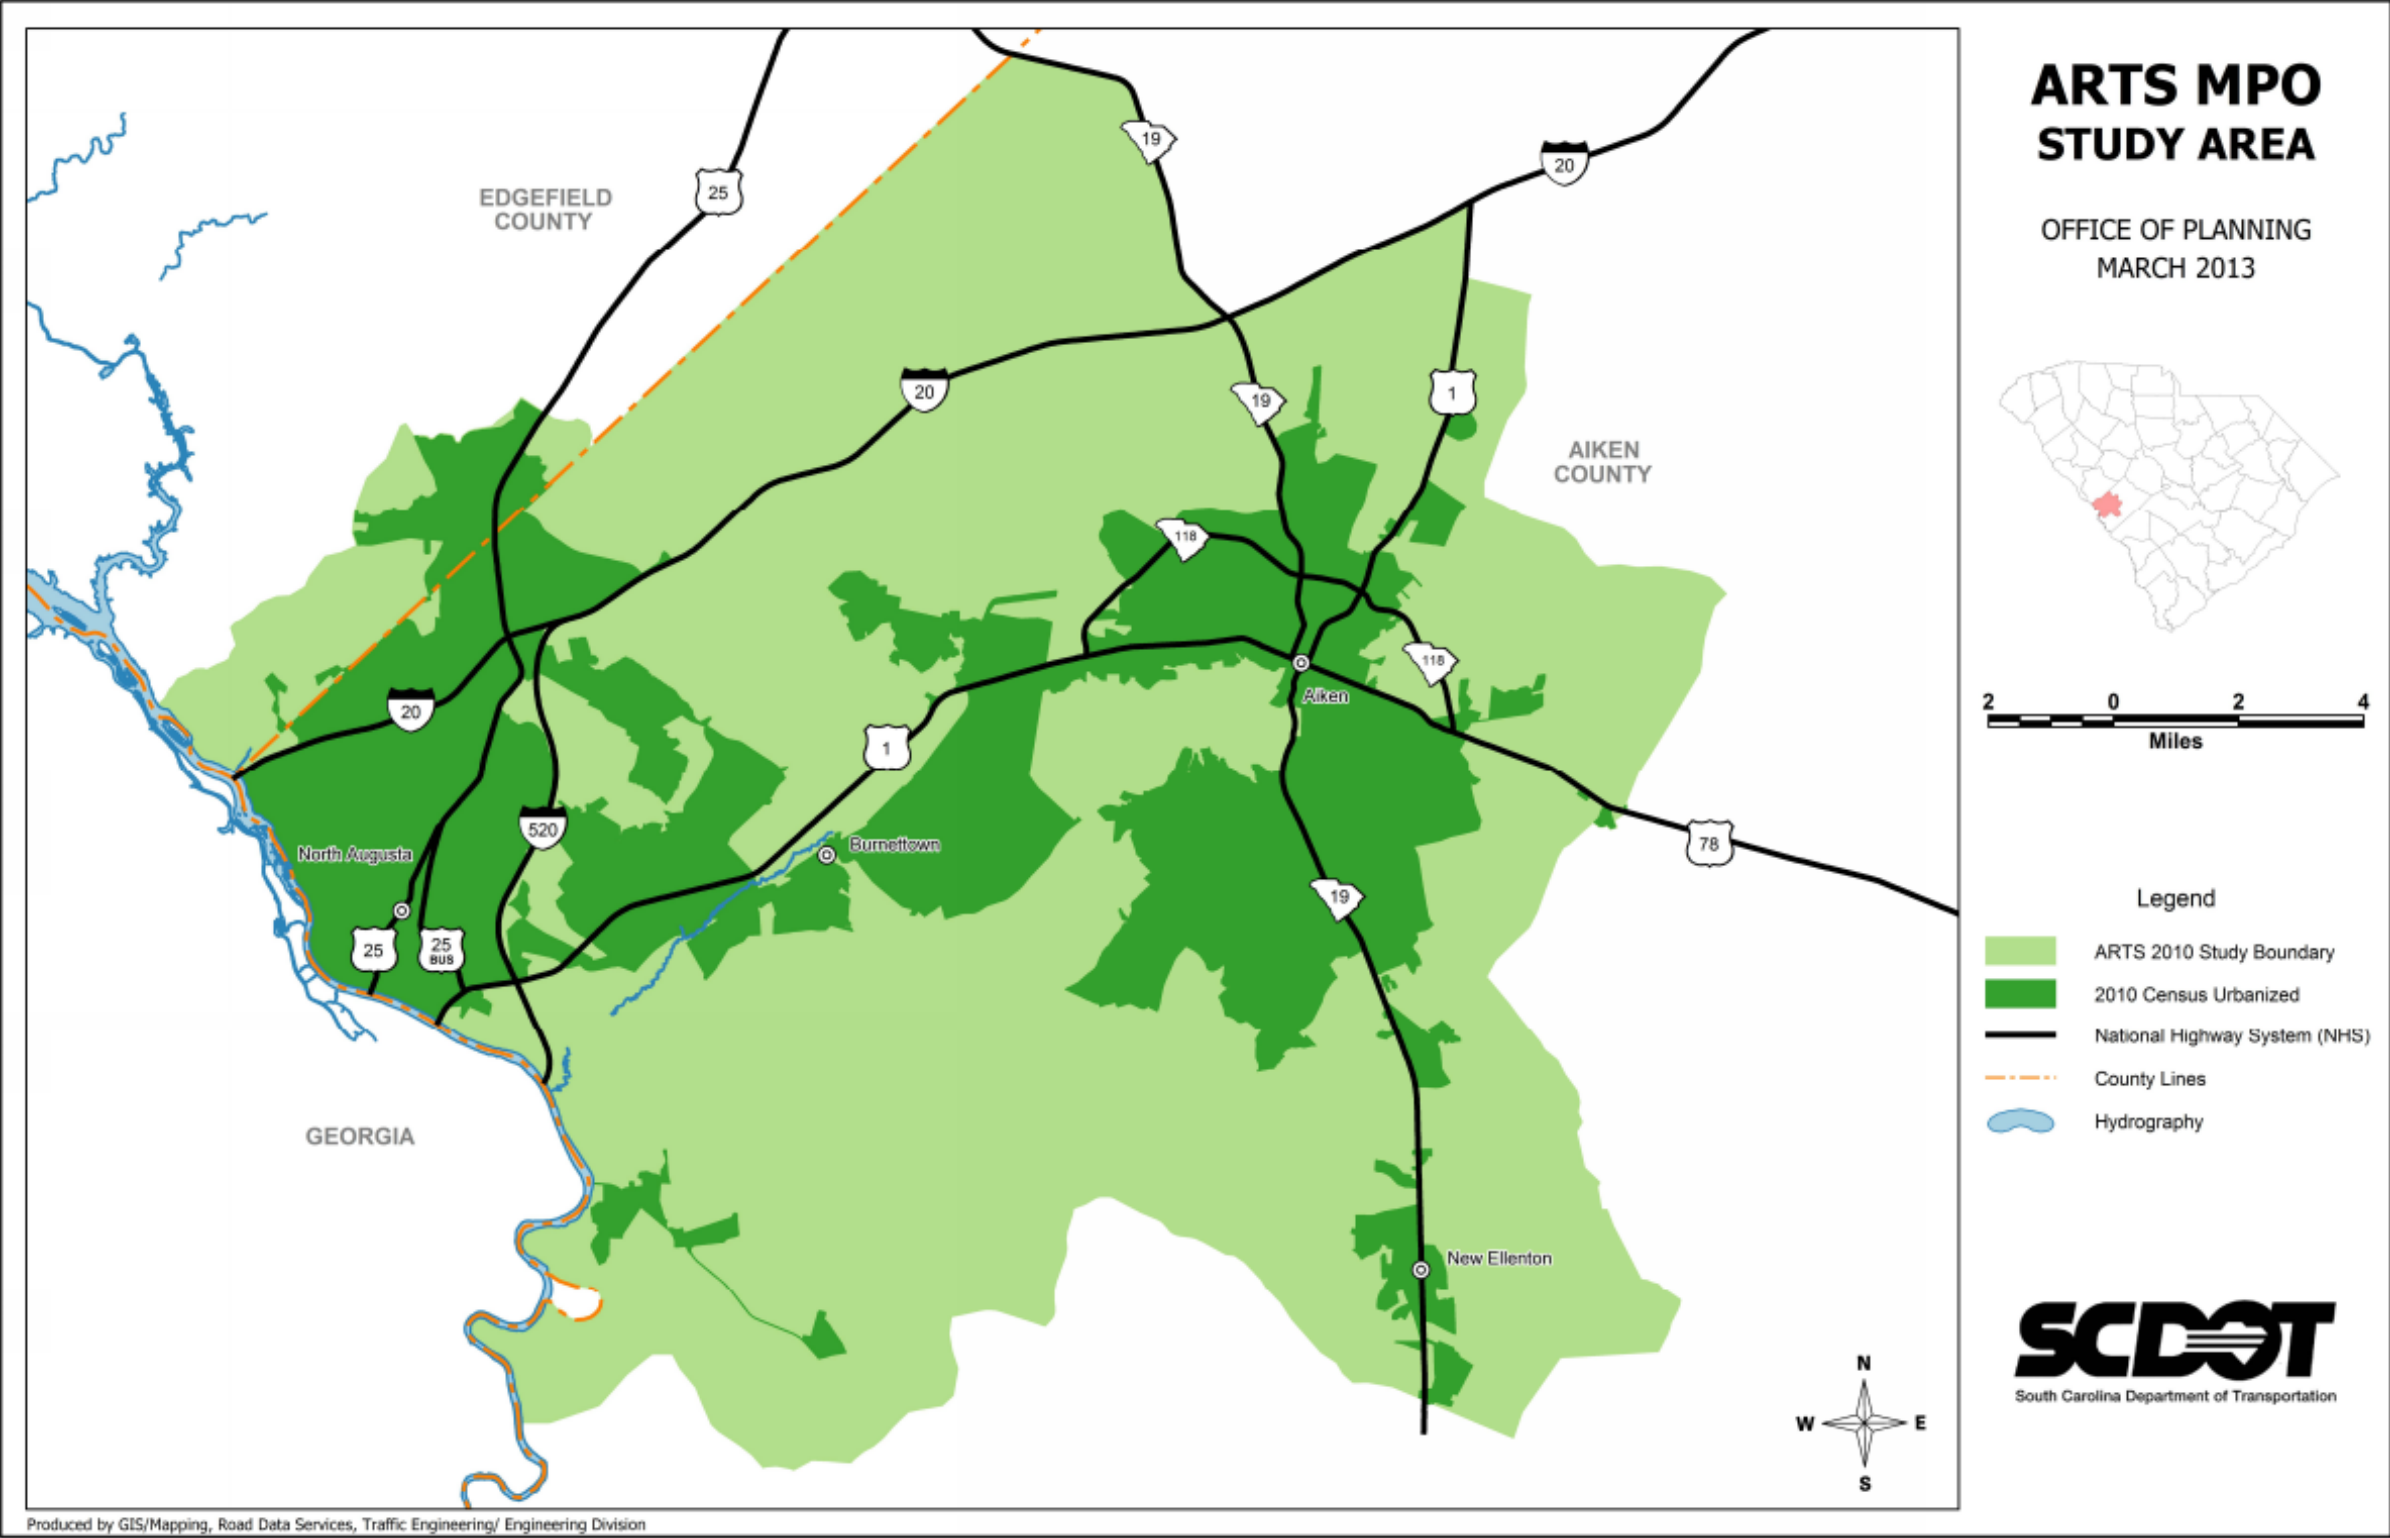 ARTS MPO
STUDY AREA
OFFICE OF PLANNING
MARCH 2013
EDGEFIELD
COUNTY
25
19
20
20
19
1
AIKEN
COUNTY
118
118
20
Aiken
1
520
North Augusta
Burnettown
78
19
25
25
BUS
GEORGIA
New Ellenton
2 0 2 4
Miles
Legend
ARTS 2010 Study Boundary
2010 Census Urbanized
National Highway System (NHS)
County Lines
Hydrography
SCDOT
South Carolina Department of Transportation
N
W E
S
Produced by GIS/Mapping, Road Data Services, Traffic Engineering/ Engineering Division